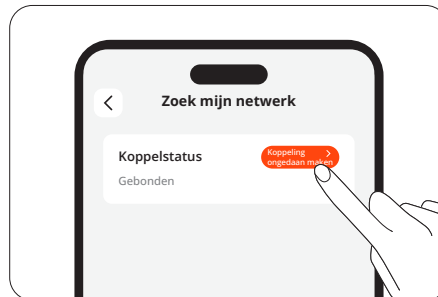 Zoek mijn netwerk
Koppelstatus
Koppeling
ongedaan maken
Gebonden